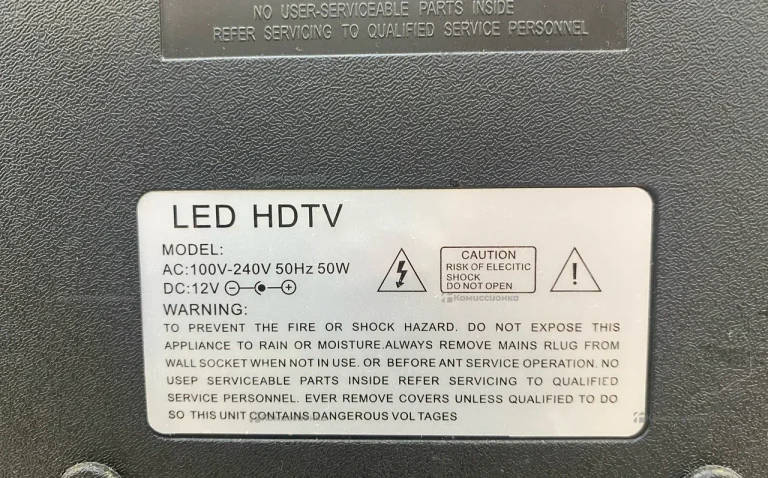 NO USER-SERVICEABLE PARTS INSIDE
REFER SERVICING TO QUALIFIED SERVICE PERSONNEL
LED HDTV
MODEL:
AC:100V-240V 50Hz 50W
DC:12V
CAUTION
RISK OF ELECITIC
SHOCK
DO NOT OPEN
Комиссионка
WARNING:
TO PREVENT THE FIRE OR SHOCK HAZARD. DO NOT EXPOSE THIS
APPLIANCE TO RAIN OR MOISTURE.ALWAYS REMOVE MAINS RLUG FROM
WALL SOCKET WHEN NOT IN USE. OR BEFORE ANT SERVICE OPERATION. NO
USEP SERVICEABLE PARTS INSIDE REFER SERVICING TO QUALIFIED
SERVICE PERSONNEL. EVER REMOVE COVERS UNLESS QUALIFIED TO DO
SO THIS UNIT CONTAINS DANGEROUS VOLTAGES